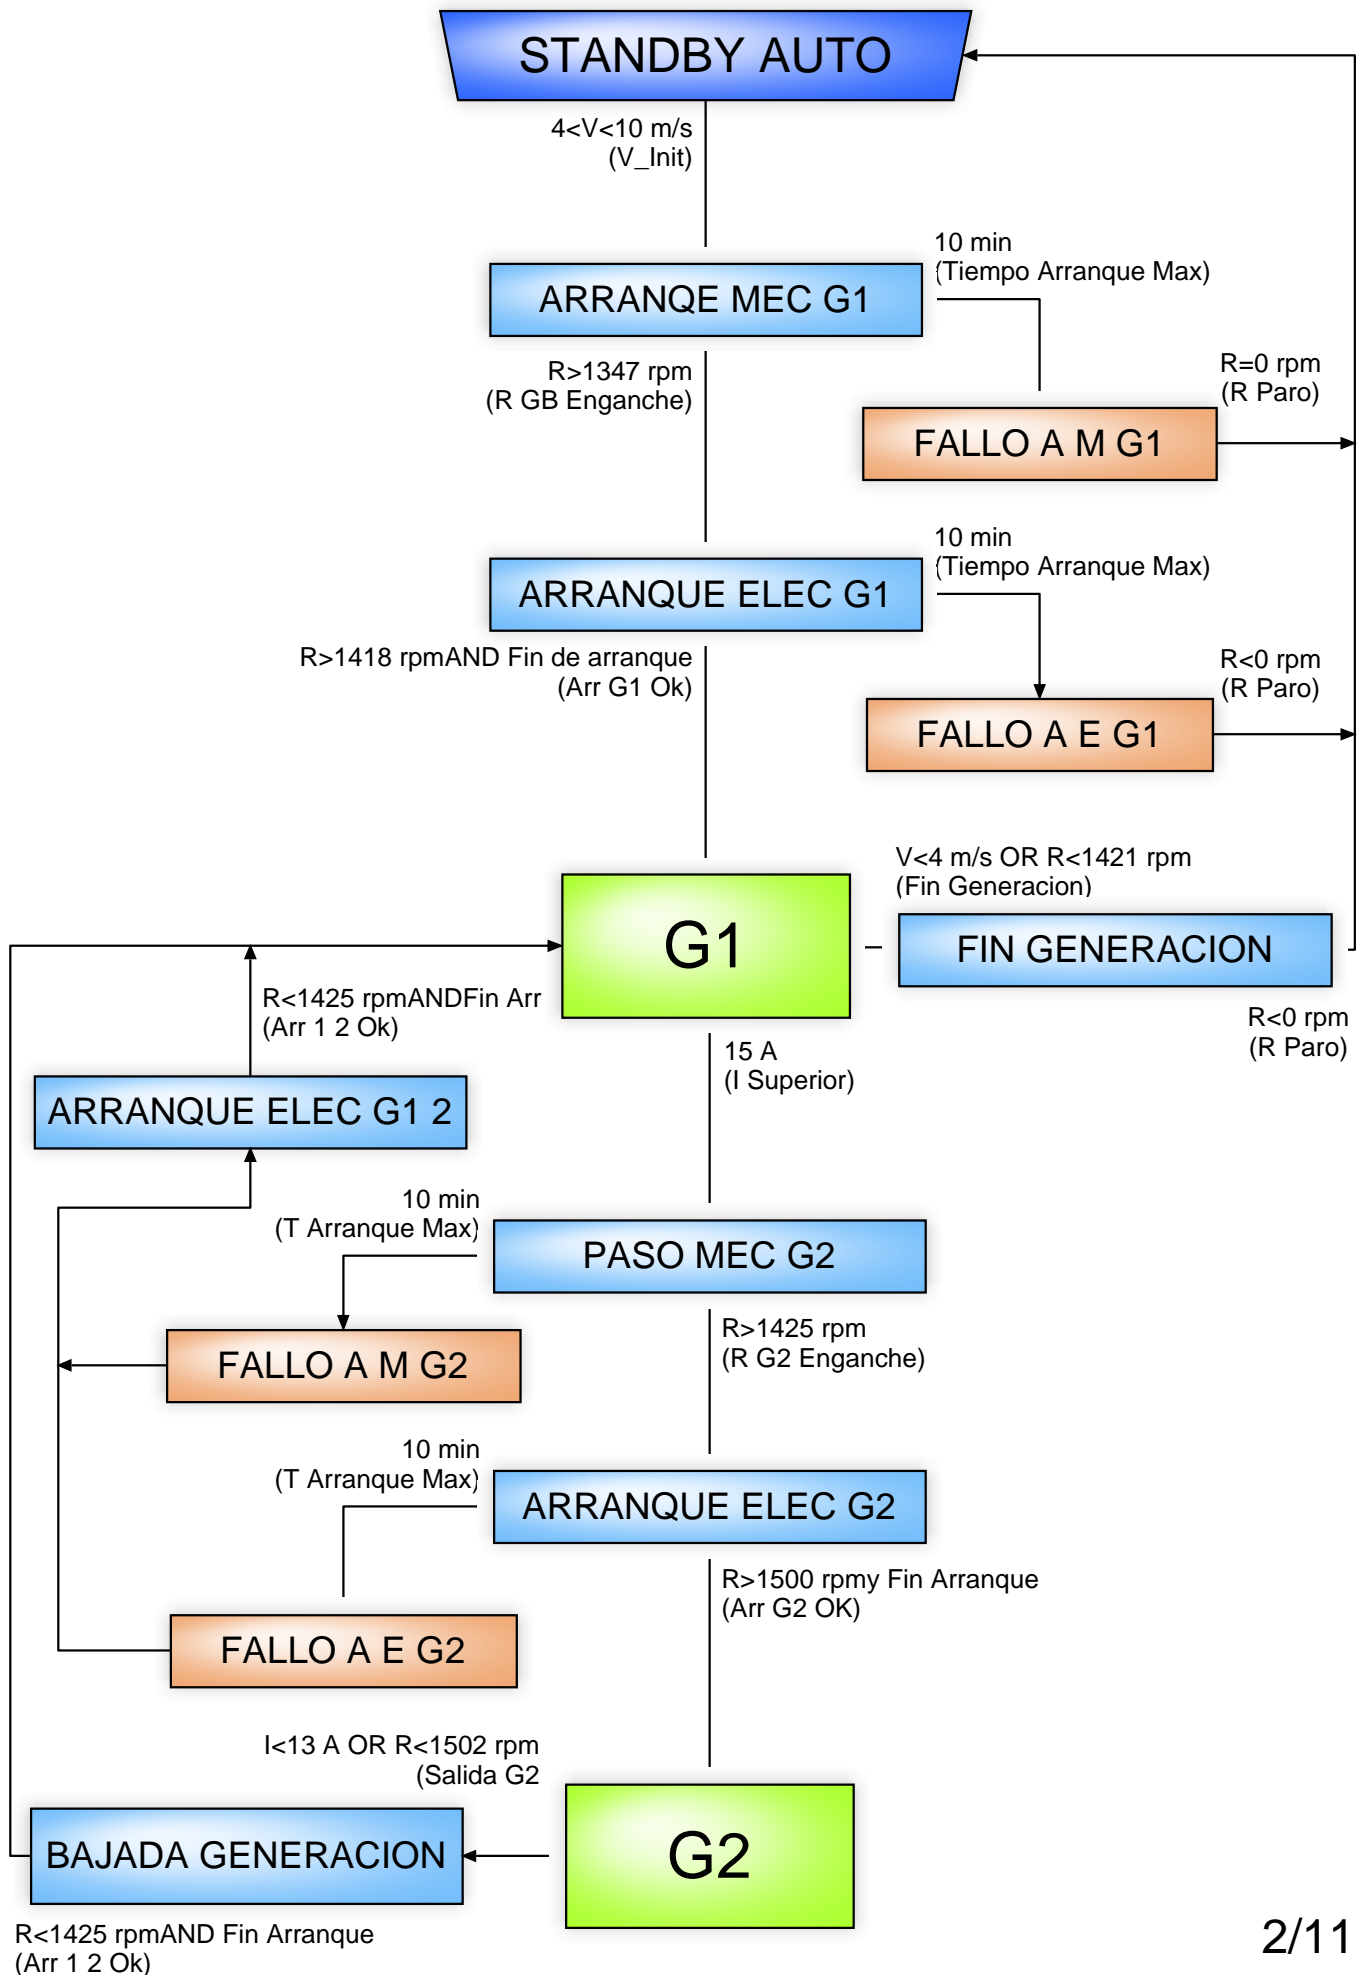 STANDBY AUTO
4<V<10 m/s
(V_Init)
10 min
(Tiempo Arranque Max)
ARRANQE MEC G1
R>1347 rpm
(R GB Enganche)
R=0 rpm
(R Paro)
FALLO A M G1
10 min
(Tiempo Arranque Max)
ARRANQUE ELEC G1
R>1418 rpmAND Fin de arranque
(Arr G1 Ok)
R<0 rpm
(R Paro)
FALLO A E G1
V<4 m/s OR R<1421 rpm
(Fin Generacion)
G1
FIN GENERACION
R<1425 rpmANDFin Arr
(Arr 1 2 Ok)
R<0 rpm
(R Paro)
15 A
(I Superior)
ARRANQUE ELEC G1 2
10 min
(T Arranque Max)
PASO MEC G2
R>1425 rpm
(R G2 Enganche)
FALLO A M G2
10 min
(T Arranque Max)
ARRANQUE ELEC G2
R>1500 rpmy Fin Arranque
(Arr G2 OK)
FALLO A E G2
I<13 A OR R<1502 rpm
(Salida G2
BAJADA GENERACION
G2
R<1425 rpmAND Fin Arranque
(Arr 1 2 Ok)
2/11